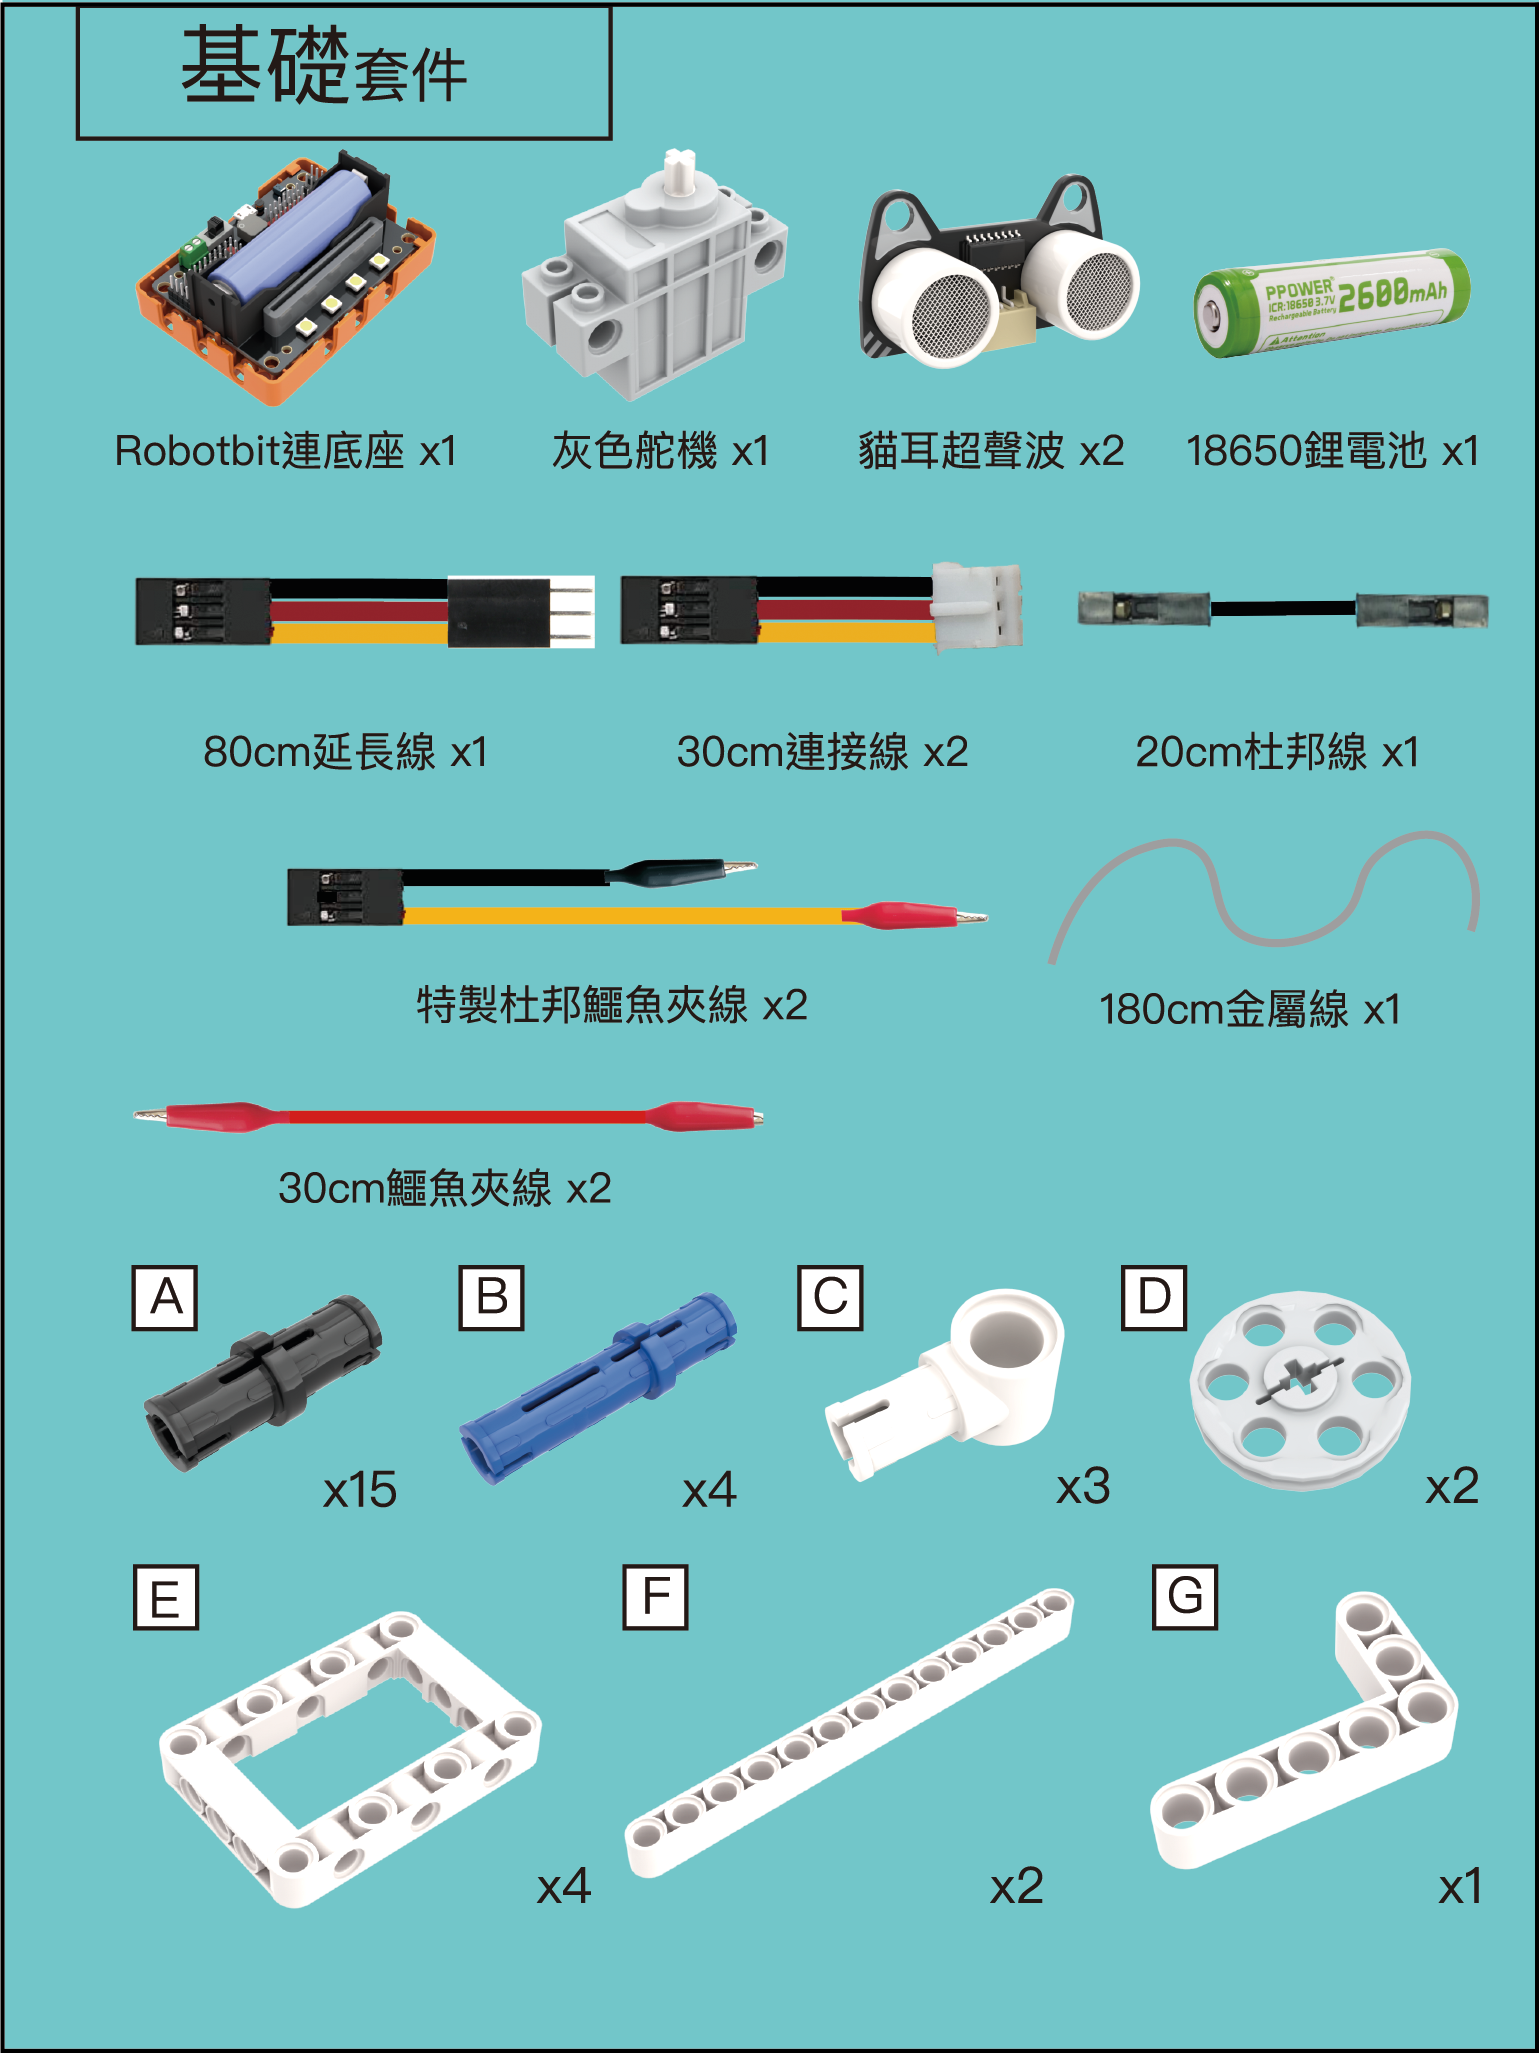 基礎套件
PPOWER
ICR:18650 3.7V
Rechargeable Battery
2600mAh
Attention
Robotbit連底座 x1
灰色舵機 x1
貓耳超聲波 x2
18650鋰電池 x1
80cm延長線 x1
30cm連接線 x2
20cm杜邦線 x1
特製杜邦鱷魚夾線 x2
180cm金屬線 x1
30cm鱷魚夾線 x2
A
B
C
D
x15
x4
x3
x2
E
F
G
x4
x2
x1